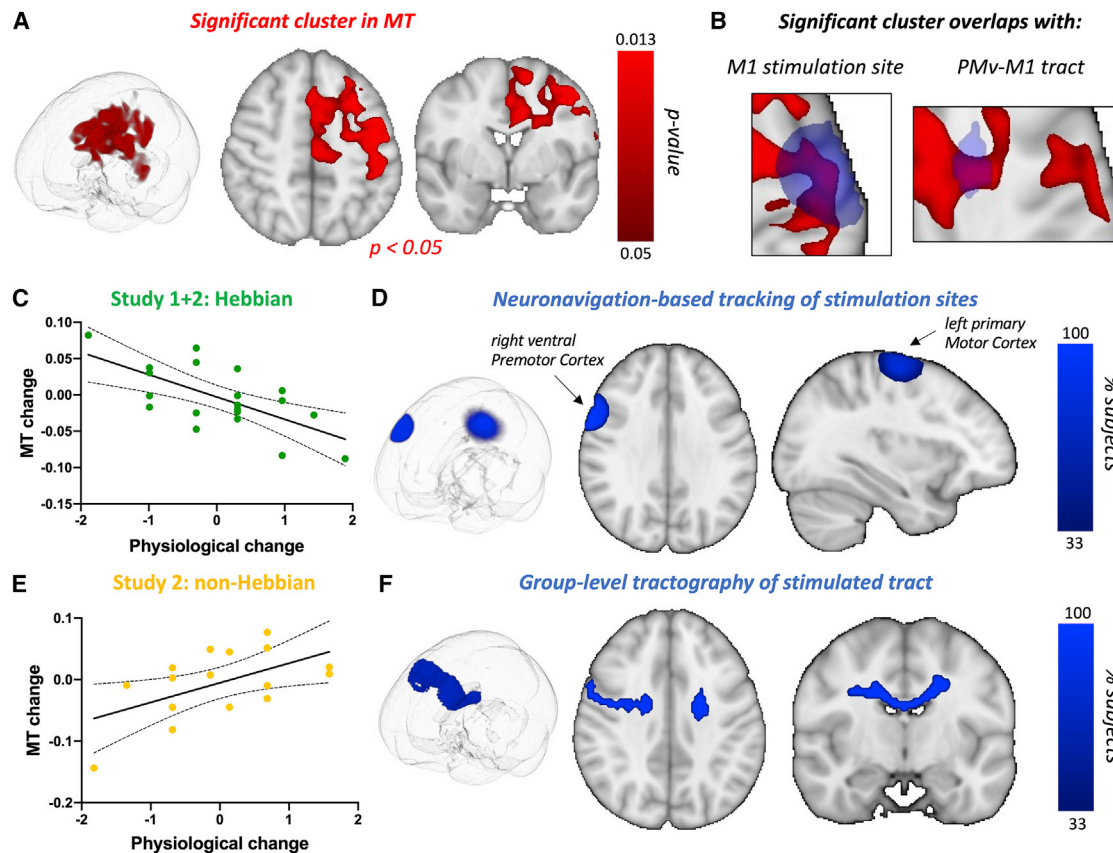 A
Significant cluster in MT
0.013
p-value
0.05
p < 0.05
B
Significant cluster overlaps with:
M1 stimulation site
PMv-M1 tract
C
Study 1+2: Hebbian
MT change
0.10
0.05
0.00
-0.05
-0.10
-0.15
-2
-1
0
1
2
Physiological change
D
Neuronavigation-based tracking of stimulation sites
right ventral
Premotor Cortex
left primary
Motor Cortex
100
% subjects
33
E
Study 2: non-Hebbian
MT change
0.1
0.0
-0.1
-0.2
-2
-1
0
1
2
Physiological change
F
Group-level tractography of stimulated tract
100
% subjects
33